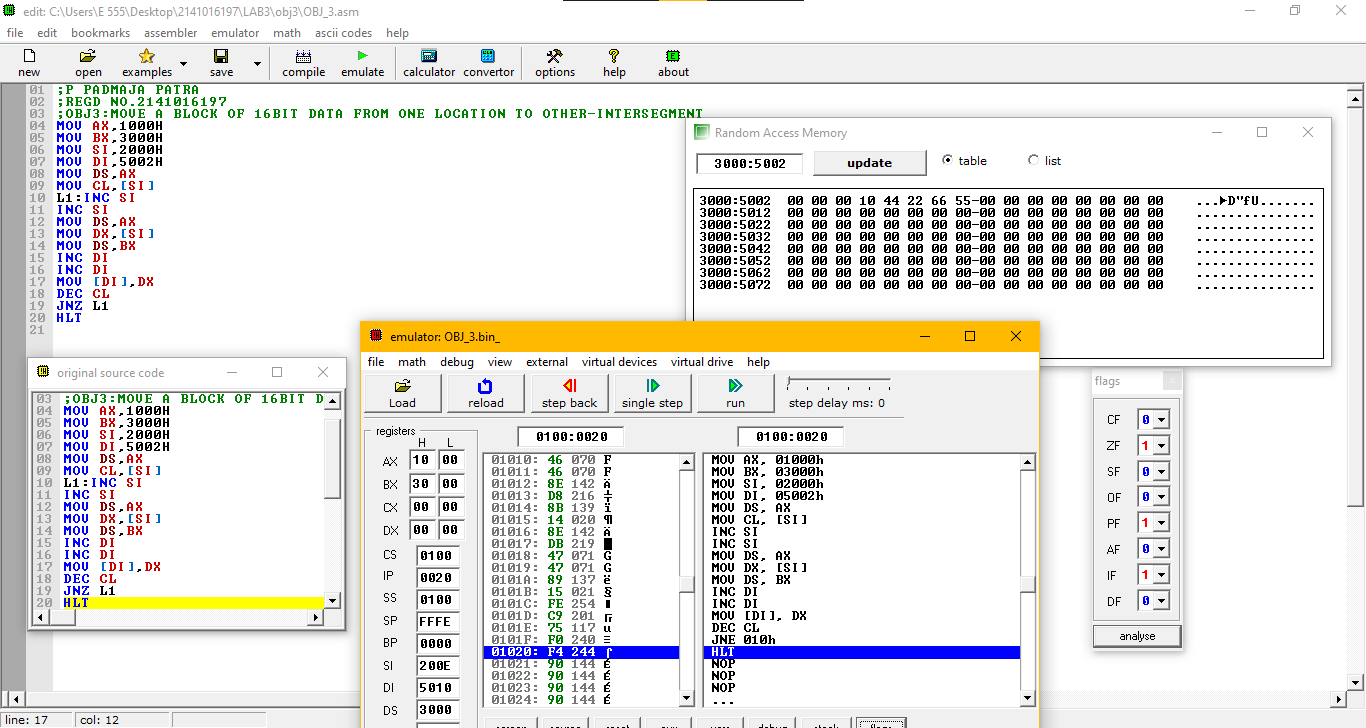 edit: C:\Users\E 555\Desktop\2141016197\LAB3\obj3\OBJ_3.asm
file edit bookmarks assembler emulator math ascii codes help
new open examples save compile emulate calculator convertor options help about
01 ;P PADMAJA PATRA
02 ;REGD NO.2141016197
03 ;OBJ3:MOVE A BLOCK OF 16BIT DATA FROM ONE LOCATION TO OTHER-INTERSEGMENT
04 MOV AX,1000H
05 MOV BX,3000H
06 MOV SI,2000H
07 MOV DI,5002H
08 MOV DS,AX
09 MOV CL,[SI]
10 L1:INC SI
11 INC SI
12 MOV DS,AX
13 MOV DX,[SI]
14 MOV DS,BX
15 INC DI
16 INC DI
17 MOV [DI],DX
18 DEC CL
19 JNZ L1
20 HLT
21
Random Access Memory
3000:5002 update table list
3000:5002 00 00 00 10 44 22 66 55-00 00 00 00 00 00 00 00 ...►D"fU........
3000:5012 00 00 00 00 00 00 00 00-00 00 00 00 00 00 00 00 ................
3000:5022 00 00 00 00 00 00 00 00-00 00 00 00 00 00 00 00 ................
3000:5032 00 00 00 00 00 00 00 00-00 00 00 00 00 00 00 00 ................
3000:5042 00 00 00 00 00 00 00 00-00 00 00 00 00 00 00 00 ................
3000:5052 00 00 00 00 00 00 00 00-00 00 00 00 00 00 00 00 ................
3000:5062 00 00 00 00 00 00 00 00-00 00 00 00 00 00 00 00 ................
3000:5072 00 00 00 00 00 00 00 00-00 00 00 00 00 00 00 00 ................
original source code
03 ;OBJ3:MOVE A BLOCK OF 16BIT D
04 MOV AX,1000H
05 MOV BX,3000H
06 MOV SI,2000H
07 MOV DI,5002H
08 MOV DS,AX
09 MOV CL,[SI]
10 L1:INC SI
11 INC SI
12 MOV DS,AX
13 MOV DX,[SI]
14 MOV DS,BX
15 INC DI
16 INC DI
17 MOV [DI],DX
18 DEC CL
19 JNZ L1
20 HLT
emulator: OBJ_3.bin_
file math debug view external virtual devices virtual drive help
Load reload step back single step run step delay ms: 0
registers
H L
AX 10 00
BX 30 00
CX 00 00
DX 00 00
CS 0100
IP 0020
SS 0100
SP FFFE
BP 0000
SI 200E
DI 5010
DS 3000
0100:0020 0100:0020
01010: 46 070 F
01011: 46 070 F
01012: 8E 142 Ä
01013: D8 216 ╪
01014: 8B 139 ï
01015: 14 020 ¶
01016: 8E 142 Ä
01017: DB 219 █
01018: 47 071 G
01019: 47 071 G
0101A: 89 137 ë
0101B: 15 021 §
0101C: FE 254 ■
0101D: C9 201 ╔
0101E: 75 117 u
0101F: F0 240 ≡
01020: F4 244 ⌠
01021: 90 144 É
01022: 90 144 É
01023: 90 144 É
01024: 90 144 É
MOV AX, 01000h
MOV BX, 03000h
MOV SI, 02000h
MOV DI, 05002h
MOV DS, AX
MOV CL, [SI]
INC SI
INC SI
MOV DS, AX
MOV DX, [SI]
MOV DS, BX
INC DI
INC DI
MOV [DI], DX
DEC CL
JNE 010h
HLT
NOP
NOP
NOP
...
flags
CF 0
ZF 1
SF 0
OF 0
PF 1
AF 0
IF 1
DF 0
analyse
line: 17 col: 12